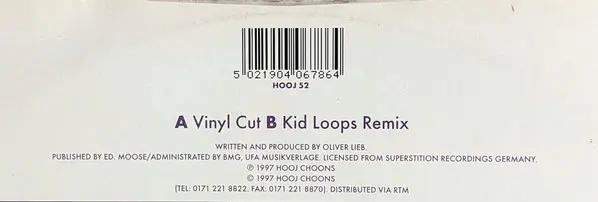 5 021904 067864
HOOJ 52
A Vinyl Cut B Kid Loops Remix
WRITTEN AND PRODUCED BY OLIVER LIEB.
PUBLISHED BY ED. MOOSE/ADMINISTRATED BY BMG, UFA MUSIKVERLAGE. LICENSED FROM SUPERSTITION RECORDINGS GERMANY.
℗ 1997 HOOJ CHOONS
© 1997 HOOJ CHOONS
(TEL: 0171 221 8822. FAX: 0171 221 8870). DISTRIBUTED VIA RTM